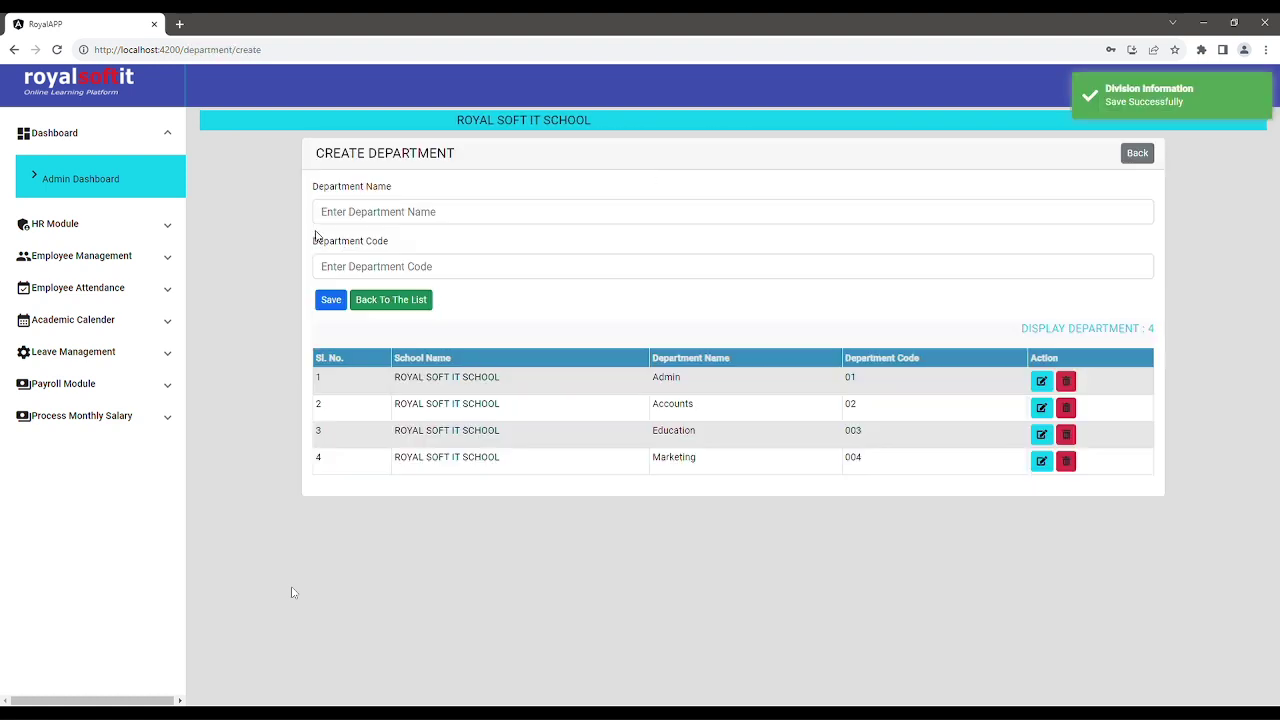 RoyalAPP
http://localhost:4200/department/create
royalsoftit
Online Learning Platform
Division Information
Save Successfully
Dashboard
Admin Dashboard
HR Module
Employee Management
Employee Attendance
Academic Calender
Leave Management
Payroll Module
Process Monthly Salary
ROYAL SOFT IT SCHOOL
CREATE DEPARTMENT Back
Department Name
Enter Department Name
Department Code
Enter Department Code
Save Back To The List
DISPLAY DEPARTMENT : 4
Sl. No. School Name Department Name Department Code Action
1 ROYAL SOFT IT SCHOOL Admin 01
2 ROYAL SOFT IT SCHOOL Accounts 02
3 ROYAL SOFT IT SCHOOL Education 003
4 ROYAL SOFT IT SCHOOL Marketing 004